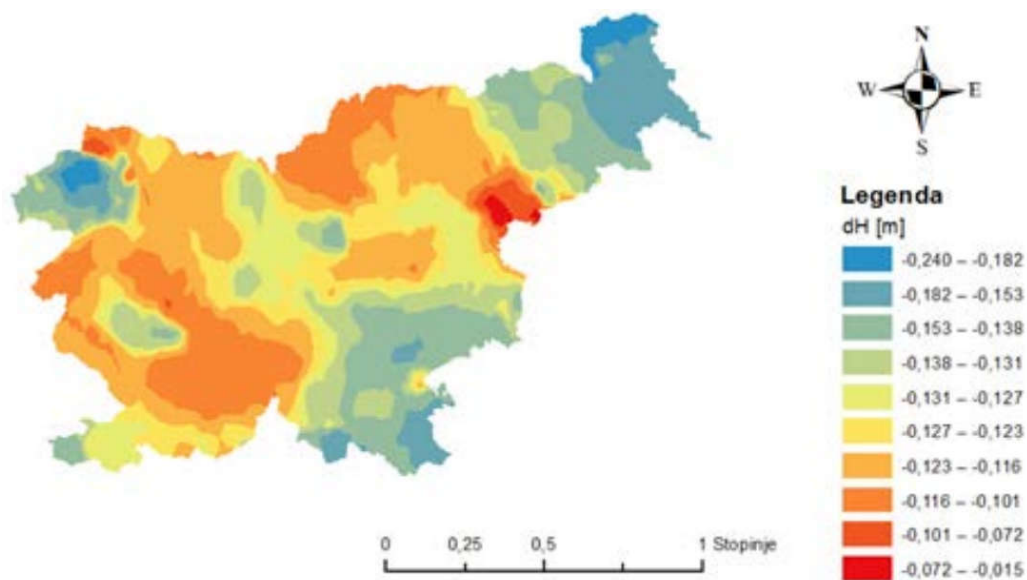 N
W E
S
Legenda
dH [m]
-0,240 – -0,182
-0,182 – -0,153
-0,153 – -0,138
-0,138 – -0,131
-0,131 – -0,127
-0,127 – -0,123
-0,123 – -0,116
-0,116 – -0,101
-0,101 – -0,072
-0,072 – -0,015
0 0,25 0,5 1 Stopinje